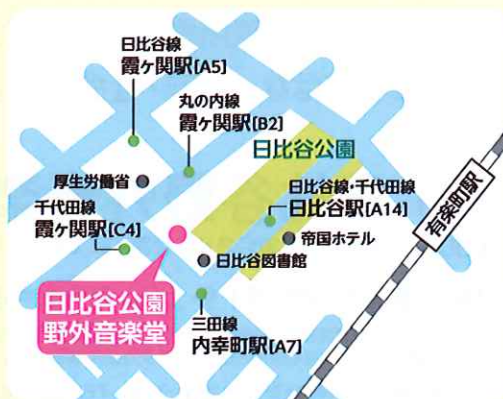 日比谷線
霞ヶ関駅[A5]
丸の内線
霞ヶ関駅[B2]
日比谷公園
厚生労働省
日比谷線・千代田線
日比谷駅[A14]
千代田線
霞ヶ関駅[C4]
帝国ホテル
有楽町駅
日比谷図書館
日比谷公園
野外音楽堂
三田線
内幸町駅[A7]